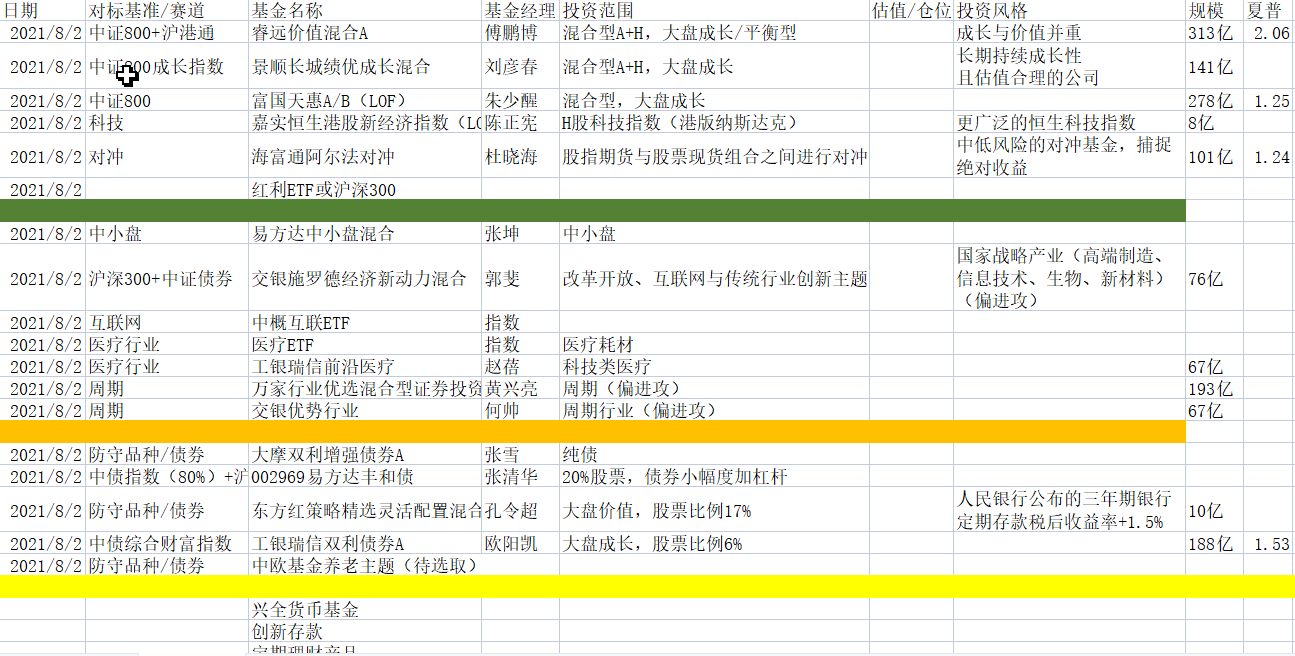 日期 对标基准/赛道 基金名称 基金经理 投资范围 估值/仓位 投资风格 规模 夏普
2021/8/2 中证800+沪港通 睿远价值混合A 傅鹏博 混合型A+H，大盘成长/平衡型 成长与价值并重 313亿 2.06
2021/8/2 中证800成长指数 景顺长城绩优成长混合 刘彦春 混合型A+H，大盘成长 长期持续成长性 141亿
且估值合理的公司
2021/8/2 中证800 富国天惠A/B（LOF） 朱少醒 混合型，大盘成长 278亿 1.25
2021/8/2 科技 嘉实恒生港股新经济指数（LO 陈正宪 H股科技指数（港版纳斯达克） 更广泛的恒生科技指数 8亿
2021/8/2 对冲 海富通阿尔法对冲 杜晓海 股指期货与股票现货组合之间进行对冲 中低风险的对冲基金，捕捉 101亿 1.24
绝对收益
2021/8/2 红利ETF或沪深300
2021/8/2 中小盘 易方达中小盘混合 张坤 中小盘
2021/8/2 沪深300+中证债券 交银施罗德经济新动力混合 郭斐 改革开放、互联网与传统行业创新主题 国家战略产业（高端制造、 76亿
信息技术、生物、新材料）
（偏进攻）
2021/8/2 互联网 中概互联ETF 指数
2021/8/2 医疗行业 医疗ETF 指数 医疗耗材
2021/8/2 医疗行业 工银瑞信前沿医疗 赵蓓 科技类医疗 67亿
2021/8/2 周期 万家行业优选混合型证券投资 黄兴亮 周期（偏进攻） 193亿
2021/8/2 周期 交银优势行业 何帅 周期行业（偏进攻） 67亿
2021/8/2 防守品种/债券 大摩双利增强债券A 张雪 纯债
2021/8/2 中债指数（80%）+沪 002969易方达丰和债 张清华 20%股票，债券小幅度加杠杆
2021/8/2 防守品种/债券 东方红策略精选灵活配置混合 孔令超 大盘价值，股票比例17% 人民银行公布的三年期银行 10亿
定期存款税后收益率+1.5%
2021/8/2 中债综合财富指数 工银瑞信双利债券A 欧阳凯 大盘成长，股票比例6% 188亿 1.53
2021/8/2 防守品种/债券 中欧基金养老主题（待选取）
兴全货币基金
创新存款
定期理财产品